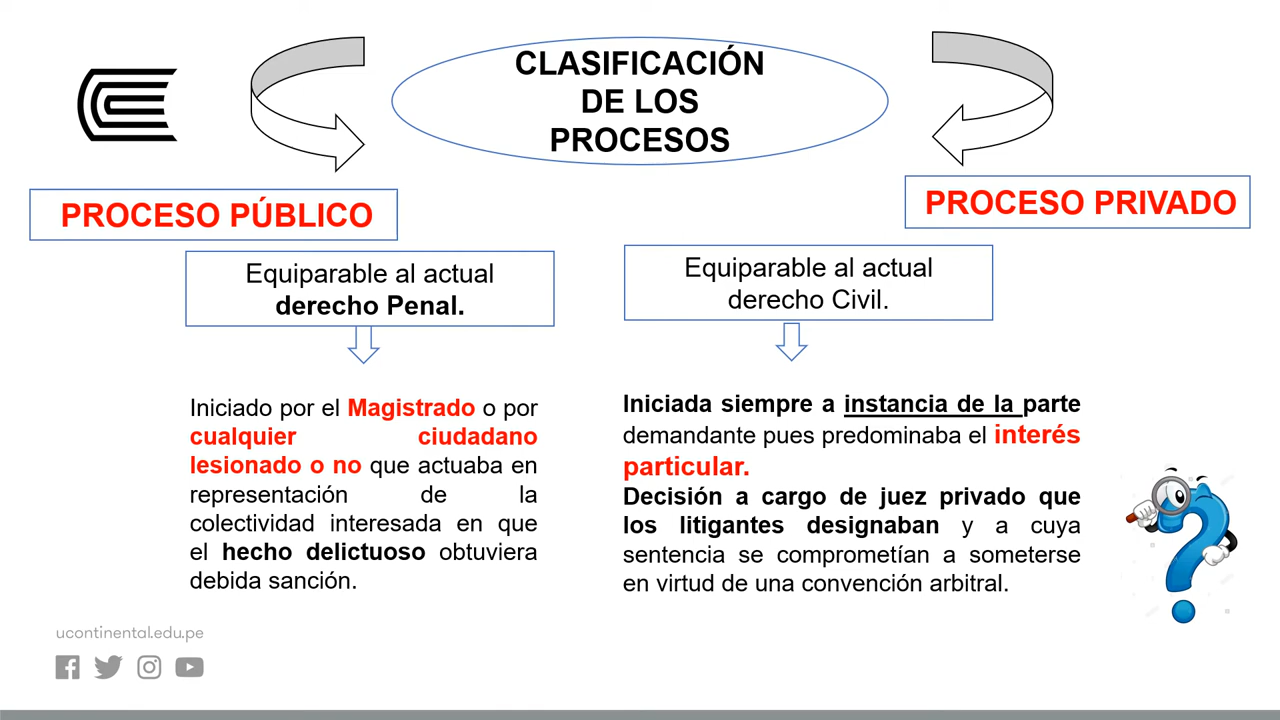 CLASIFICACIÓN
DE LOS
PROCESOS
PROCESO PÚBLICO
Equiparable al actual
derecho Penal.
Iniciado por el Magistrado o por
cualquier ciudadano
lesionado o no que actuaba en
representación de la
colectividad interesada en que
el hecho delictuoso obtuviera
debida sanción.
PROCESO PRIVADO
Equiparable al actual
derecho Civil.
Iniciada siempre a instancia de la parte
demandante pues predominaba el interés
particular.
Decisión a cargo de juez privado que
los litigantes designaban y a cuya
sentencia se comprometían a someterse
en virtud de una convención arbitral.
ucontinental.edu.pe